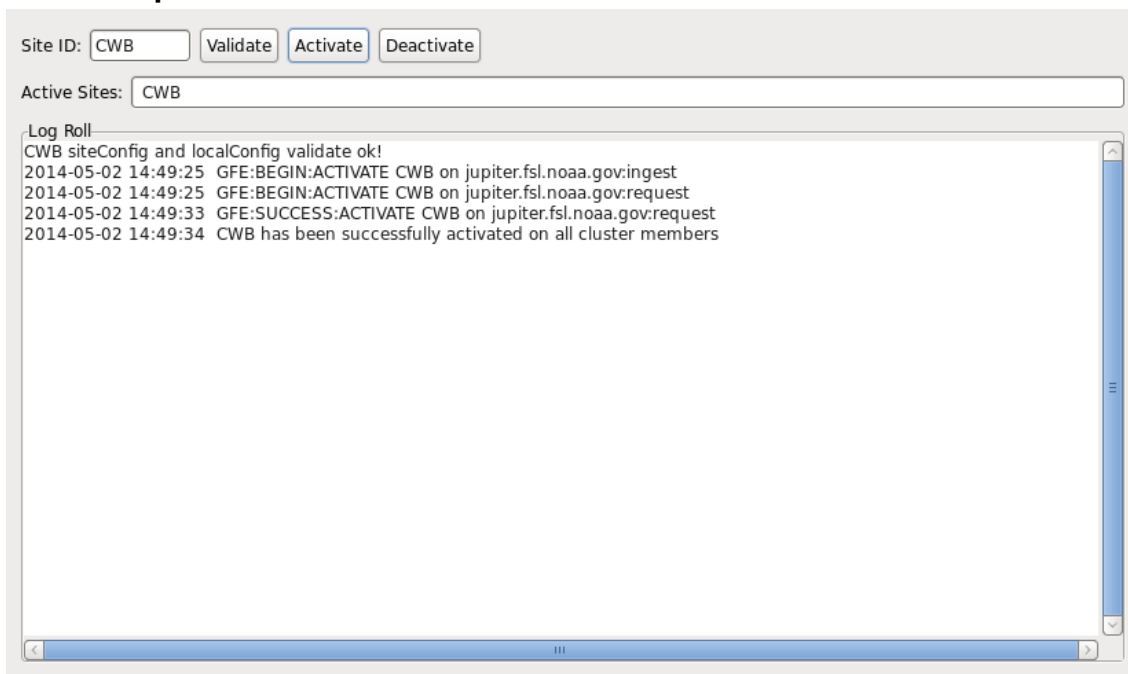 Site ID: CWB Validate Activate Deactivate
Active Sites: CWB
Log Roll
CWB siteConfig and localConfig validate ok!
2014-05-02 14:49:25 GFE:BEGIN:ACTIVATE CWB on jupiter.fsl.noaa.gov:ingest
2014-05-02 14:49:25 GFE:BEGIN:ACTIVATE CWB on jupiter.fsl.noaa.gov:request
2014-05-02 14:49:33 GFE:SUCCESS:ACTIVATE CWB on jupiter.fsl.noaa.gov:request
2014-05-02 14:49:34 CWB has been successfully activated on all cluster members